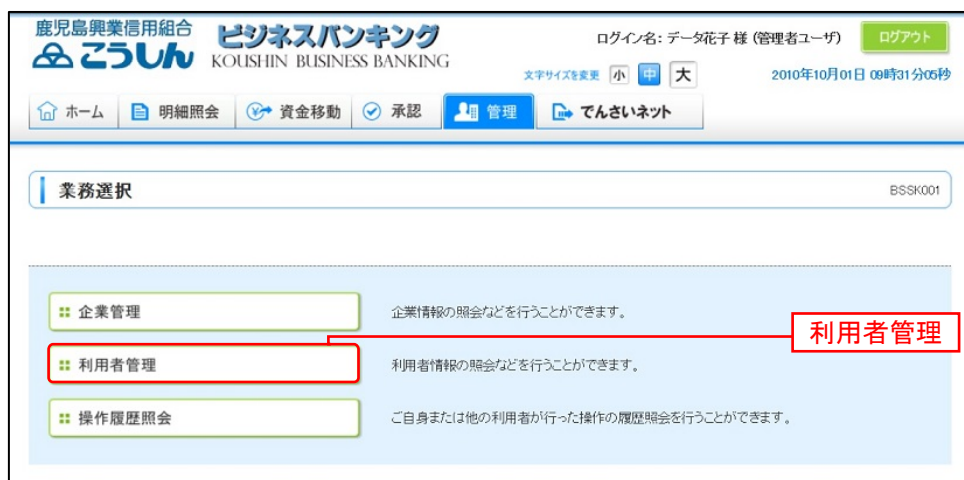 鹿児島興業信用組合
こうしん
ビジネスバンキング
KOUSHIN BUSINESS BANKING
ログイン名：データ花子 様 (管理者ユーザ)
ログアウト
文字サイズを変更 小 中 大
2010年10月01日 09時31分05秒
ホーム 明細照会 資金移動 承認 管理 でんさいネット
業務選択
BSSK001
企業管理
企業情報の照会などを行うことができます。
利用者管理
利用者管理
利用者情報の照会などを行うことができます。
操作履歴照会
ご自身または他の利用者が行った操作の履歴照会を行うことができます。